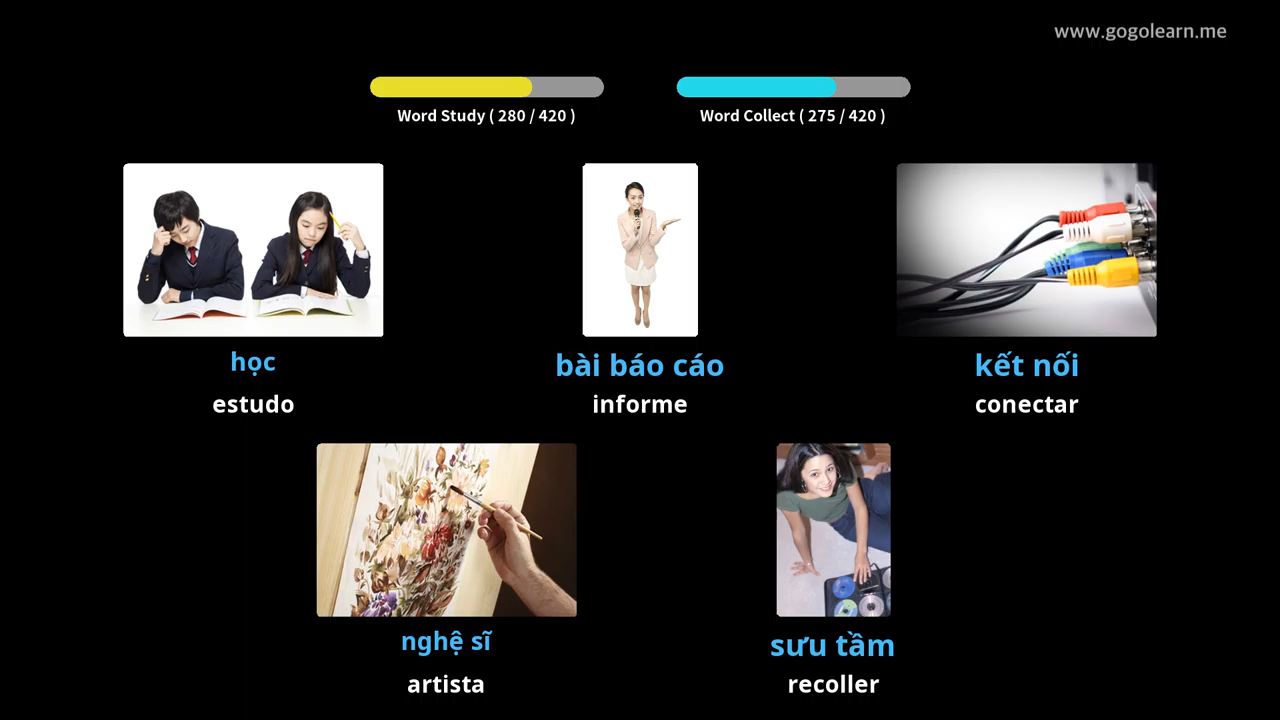 www.gogolearn.me
Word Study ( 280 / 420 )
Word Collect ( 275 / 420 )
học
estudo
bài báo cáo
informe
kết nối
conectar
nghệ sĩ
artista
sưu tầm
recoller